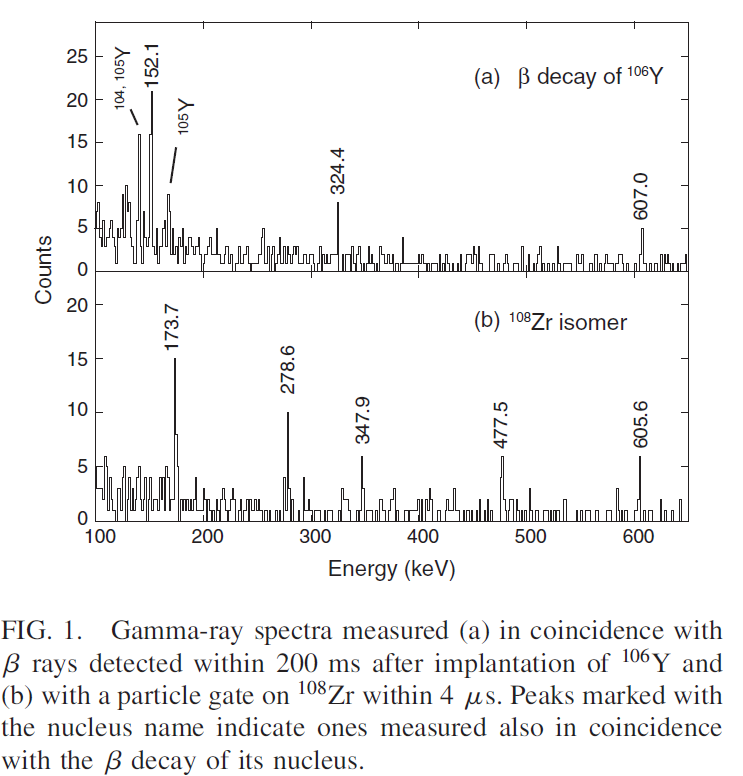 25
20
15
10
5
0
104, 105Y
152.1
105Y
324.4
607.0
(a) β decay of 106Y
Counts
20
15
10
5
0
173.7
278.6
347.9
477.5
605.6
(b) 108Zr isomer
100 200 300 400 500 600
Energy (keV)
FIG. 1. Gamma-ray spectra measured (a) in coincidence with
β rays detected within 200 ms after implantation of 106Y and
(b) with a particle gate on 108Zr within 4 μs. Peaks marked with
the nucleus name indicate ones measured also in coincidence
with the β decay of its nucleus.